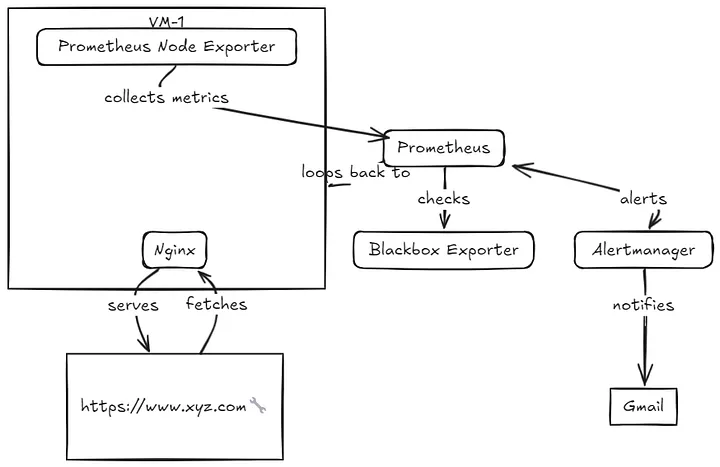 VM-1
Prometheus Node Exporter
collects metrics
Prometheus
loops back to
checks
alerts
Nginx
Blackbox Exporter
Alertmanager
serves
fetches
notifies
https://www.xyz.com
Gmail